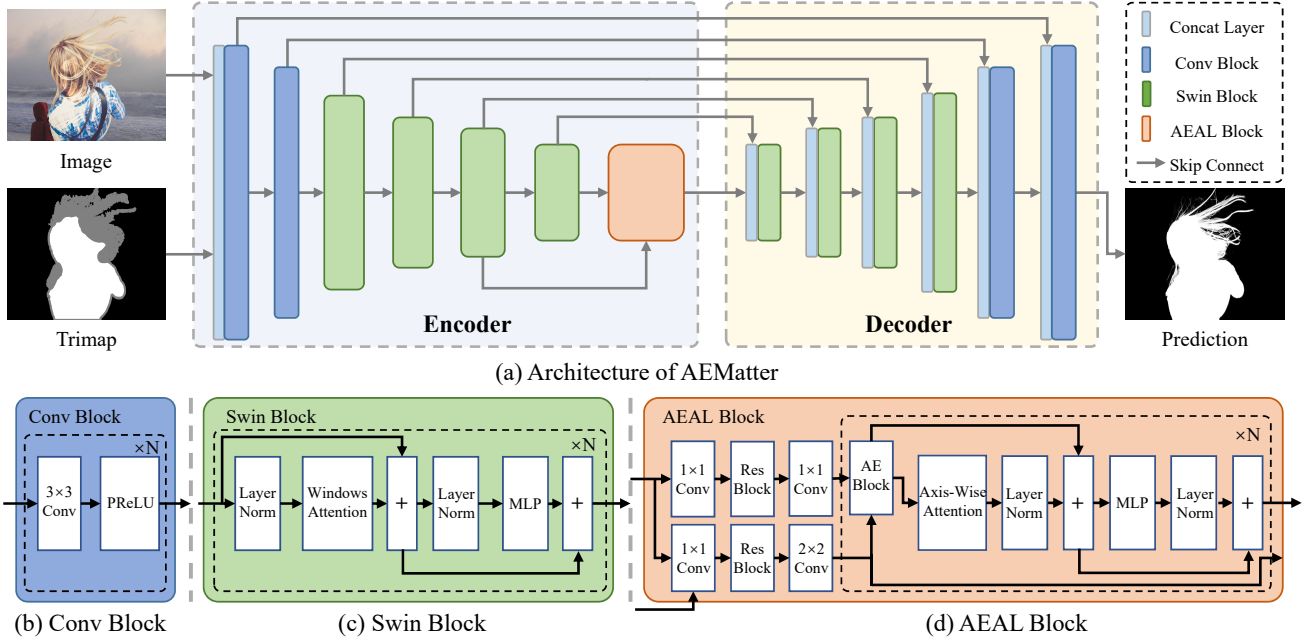 Image
Trimap
Encoder
Decoder
Concat Layer
Conv Block
Swin Block
AEAL Block
Skip Connect
Prediction
(a) Architecture of AEMatter
Conv Block
×N
3×3
Conv
PReLU
(b) Conv Block
Swin Block
×N
Layer
Norm
Windows
Attention
+
Layer
Norm
MLP
+
(c) Swin Block
AEAL Block
×N
1×1
Conv
Res
Block
1×1
Conv
AE
Block
Axis-Wise
Attention
Layer
Norm
+
MLP
Layer
Norm
+
1×1
Conv
Res
Block
2×2
Conv
(d) AEAL Block